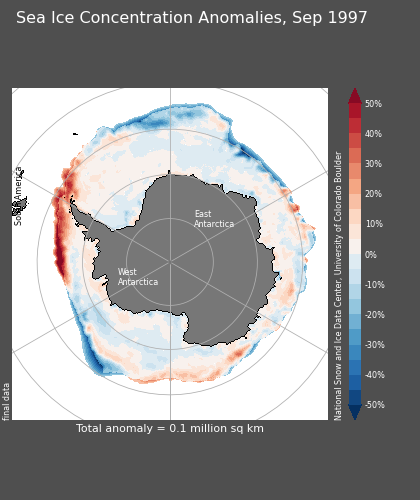 Sea Ice Concentration Anomalies, Sep 1997
South America
East
Antarctica
West
Antarctica
final data
National Snow and Ice Data Center, University of Colorado Boulder
50%
40%
30%
20%
10%
0%
-10%
-20%
-30%
-40%
-50%
Total anomaly = 0.1 million sq km